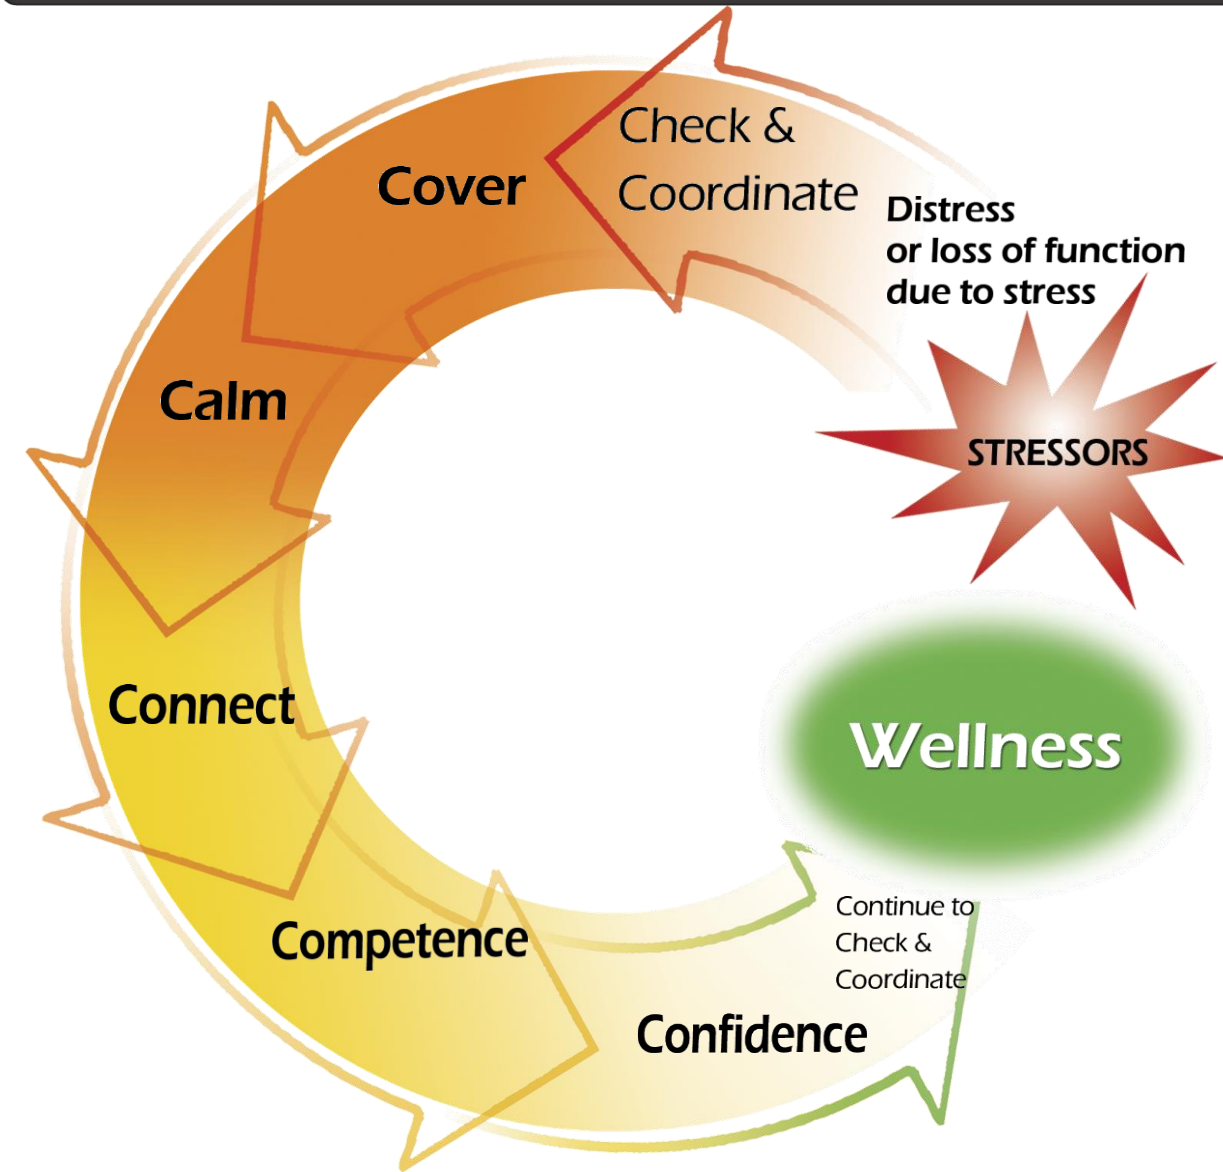 Check &
Coordinate
Distress
or loss of function
due to stress
STRESSORS
Cover
Calm
Connect
Competence
Confidence
Continue to
Check &
Coordinate
Wellness